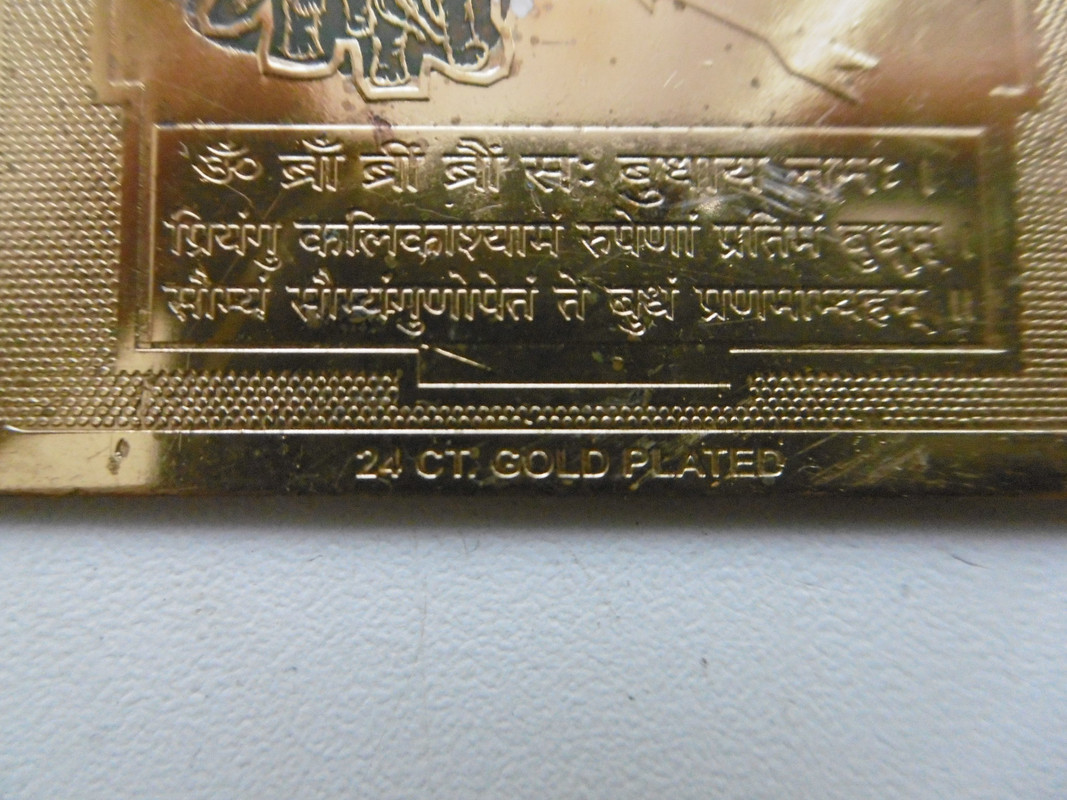 ॐ ब्राँ ब्रीं ब्रौं सः बुधाय नमः ।
प्रियंगु कलिकाश्यामं रुपेणां प्रतिमं बुधम् ।
सौम्यं सौम्यंगुणोपेतं तं बुधं प्रणमाम्यहम् ॥
24 CT. GOLD PLATED